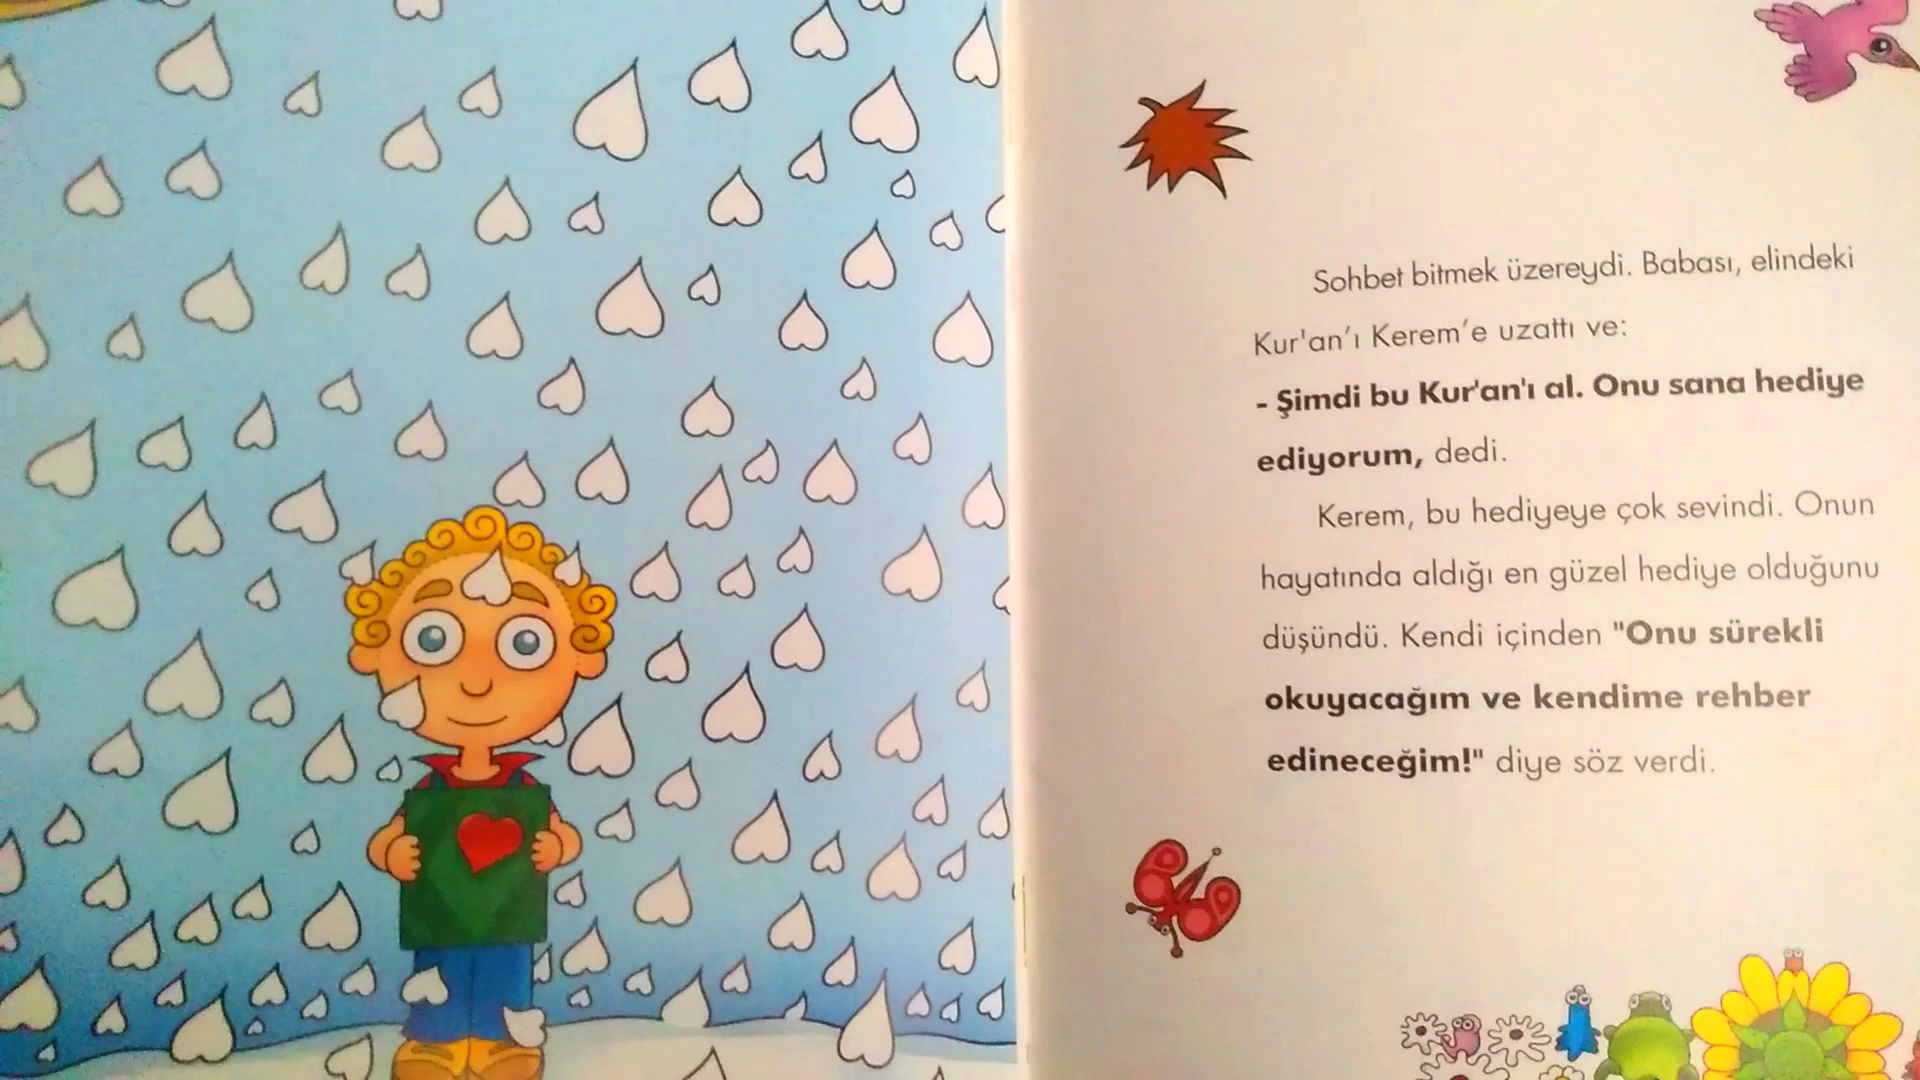 Sohbet bitmek üzereydi. Babası, elindeki
Kur'an'ı Kerem'e uzattı ve:
- Şimdi bu Kur'an'ı al. Onu sana hediye
ediyorum, dedi.
Kerem, bu hediyeye çok sevindi. Onun
hayatında aldığı en güzel hediye olduğunu
düşündü. Kendi içinden "Onu sürekli
okuyacağım ve kendime rehber
edineceğim!" diye söz verdi.